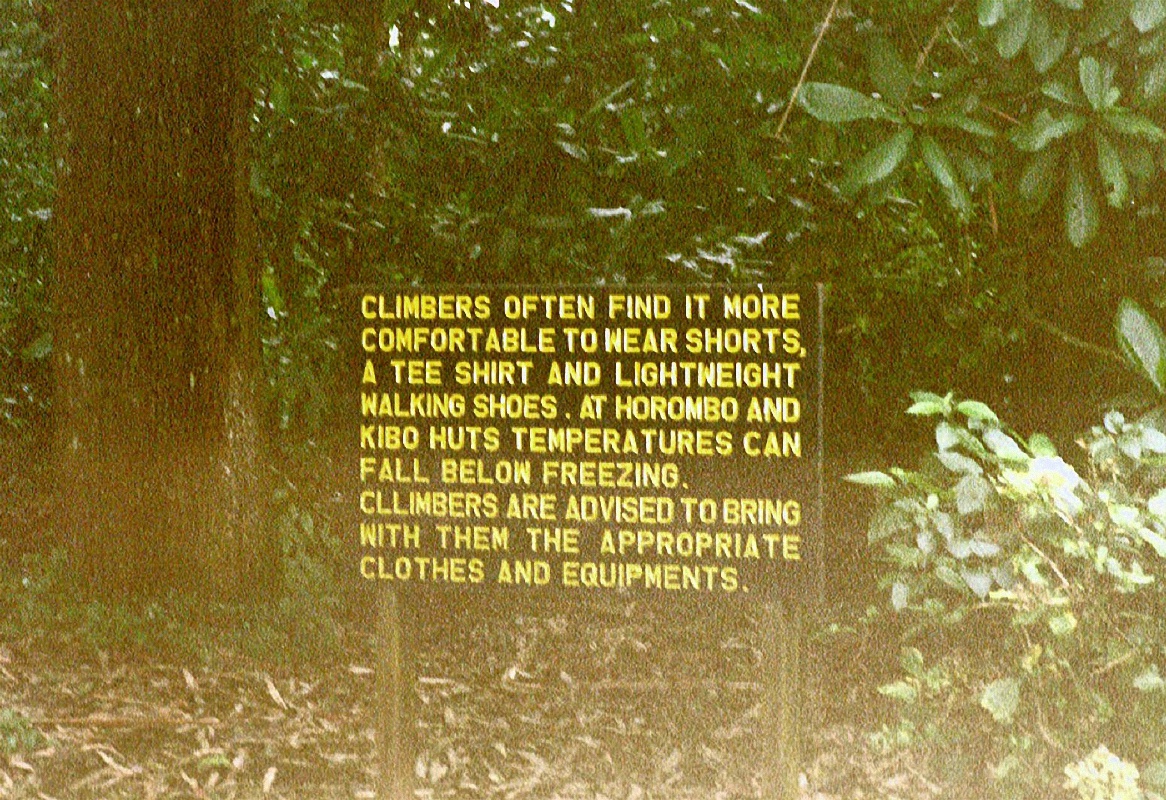 CLIMBERS OFTEN FIND IT MORE
COMFORTABLE TO WEAR SHORTS,
A TEE SHIRT AND LIGHTWEIGHT
WALKING SHOES. AT HOROMBO AND
KIBO HUTS TEMPERATURES CAN
FALL BELOW FREEZING.
CLLIMBERS ARE ADVISED TO BRING
WITH THEM THE APPROPRIATE
CLOTHES AND EQUIPMENTS.